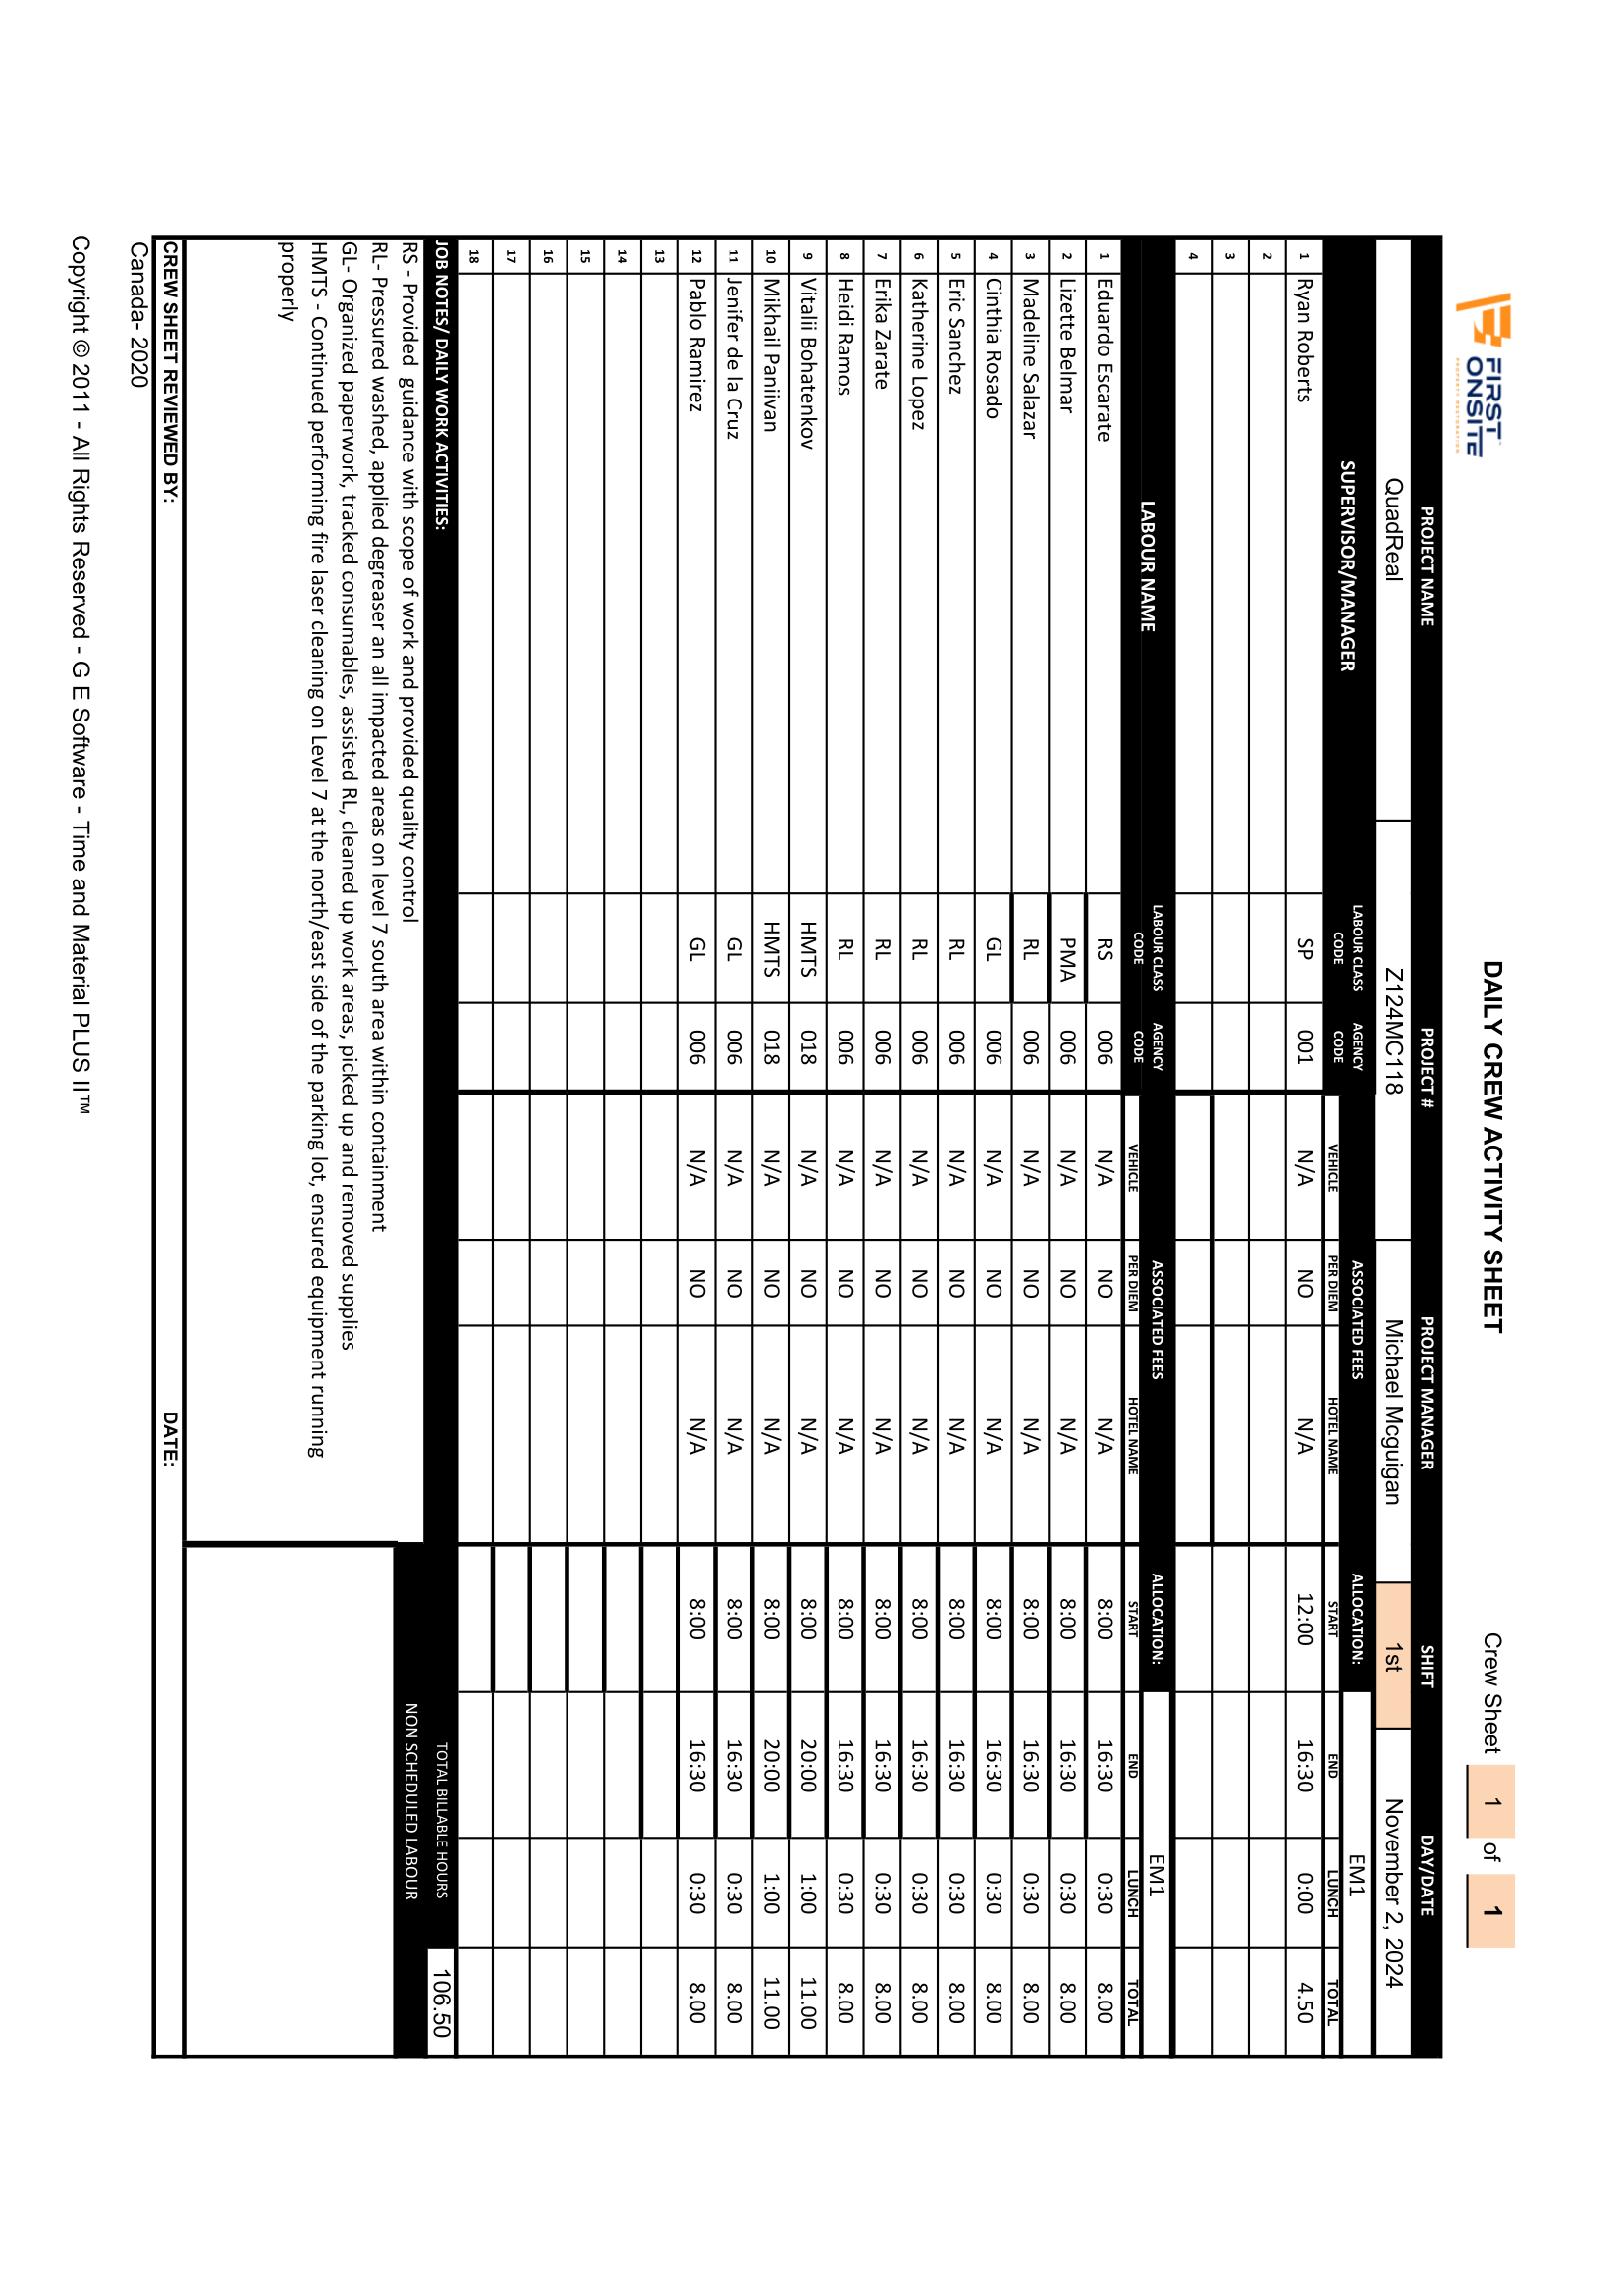 FIRST
ONSITE
PROPERTY RESTORATION
DAILY CREW ACTIVITY SHEET
Crew Sheet 1 of 1
PROJECT NAME PROJECT # PROJECT MANAGER SHIFT DAY/DATE
QuadReal Z124MC118 Michael Mcguigan 1st November 2, 2024
SUPERVISOR/MANAGER LABOUR CLASS CODE AGENCY CODE ASSOCIATED FEES ALLOCATION: EM1
VEHICLE PER DIEM HOTEL NAME START END LUNCH TOTAL
1 Ryan Roberts SP 001 N/A NO N/A 12:00 16:30 0:00 4.50
2
3
4
LABOUR NAME LABOUR CLASS CODE AGENCY CODE ASSOCIATED FEES ALLOCATION: EM1
VEHICLE PER DIEM HOTEL NAME START END LUNCH TOTAL
1 Eduardo Escarate RS 006 N/A NO N/A 8:00 16:30 0:30 8.00
2 Lizette Belmar PMA 006 N/A NO N/A 8:00 16:30 0:30 8.00
3 Madeline Salazar RL 006 N/A NO N/A 8:00 16:30 0:30 8.00
4 Cinthia Rosado GL 006 N/A NO N/A 8:00 16:30 0:30 8.00
5 Eric Sanchez RL 006 N/A NO N/A 8:00 16:30 0:30 8.00
6 Katherine Lopez RL 006 N/A NO N/A 8:00 16:30 0:30 8.00
7 Erika Zarate RL 006 N/A NO N/A 8:00 16:30 0:30 8.00
8 Heidi Ramos RL 006 N/A NO N/A 8:00 16:30 0:30 8.00
9 Vitalii Bohatenkov HMTS 018 N/A NO N/A 8:00 20:00 1:00 11.00
10 Mikhail Paniivan HMTS 018 N/A NO N/A 8:00 20:00 1:00 11.00
11 Jenifer de la Cruz GL 006 N/A NO N/A 8:00 16:30 0:30 8.00
12 Pablo Ramirez GL 006 N/A NO N/A 8:00 16:30 0:30 8.00
13
14
15
16
17
18
JOB NOTES/ DAILY WORK ACTIVITIES: TOTAL BILLABLE HOURS 106.50
NON SCHEDULED LABOUR
RS - Provided guidance with scope of work and provided quality control
RL- Pressured washed, applied degreaser an all impacted areas on level 7 south area within containment
GL- Organized paperwork, tracked consumables, assisted RL, cleaned up work areas, picked up and removed supplies
HMTS - Continued performing fire laser cleaning on Level 7 at the north/east side of the parking lot, ensured equipment running
properly
CREW SHEET REVIEWED BY: DATE:
Canada- 2020
Copyright © 2011 - All Rights Reserved - G E Software - Time and Material PLUS II™